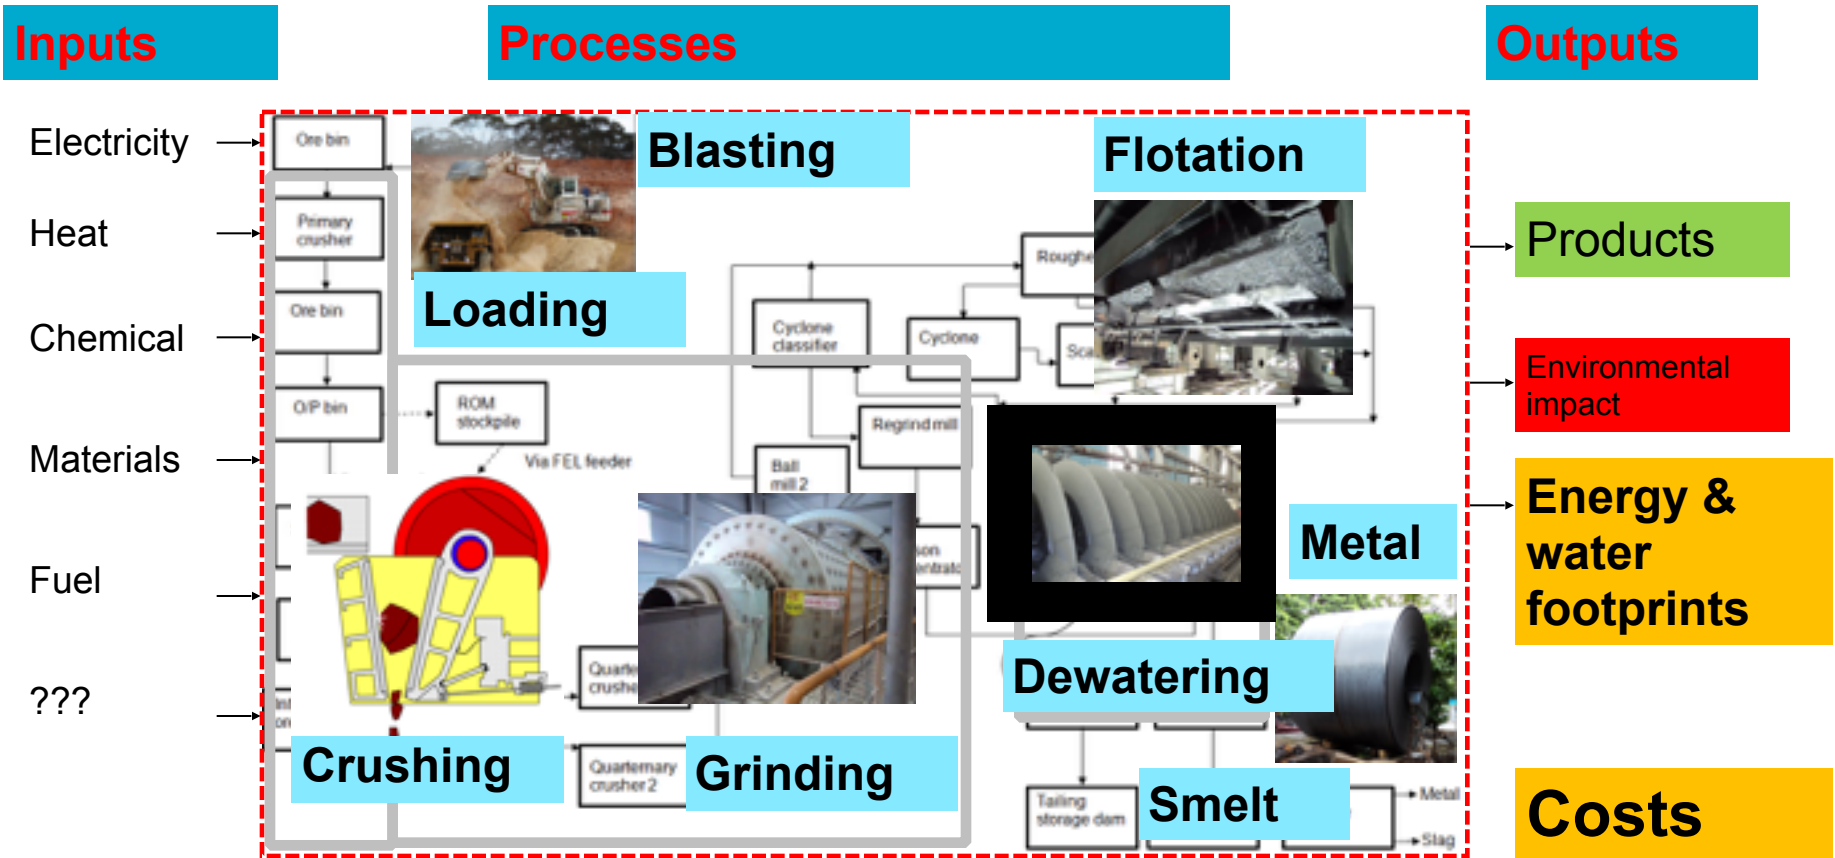 Inputs
Processes
Outputs
Electricity
Heat
Chemical
Materials
Fuel
???
Ore bin
Primary
crusher
Ore bin
O/P bin
ROM
stockpile
Via FEL feeder
Blasting
Loading
Flotation
Cyclone
classifier
Cyclone
Regrind mill
Ball
mill 2
Crushing
Quaternary
crusher 2
Grinding
Dewatering
Metal
Tailing
storage dam
Smelt
Metal
Slag
Products
Environmental
impact
Energy &
water
footprints
Costs